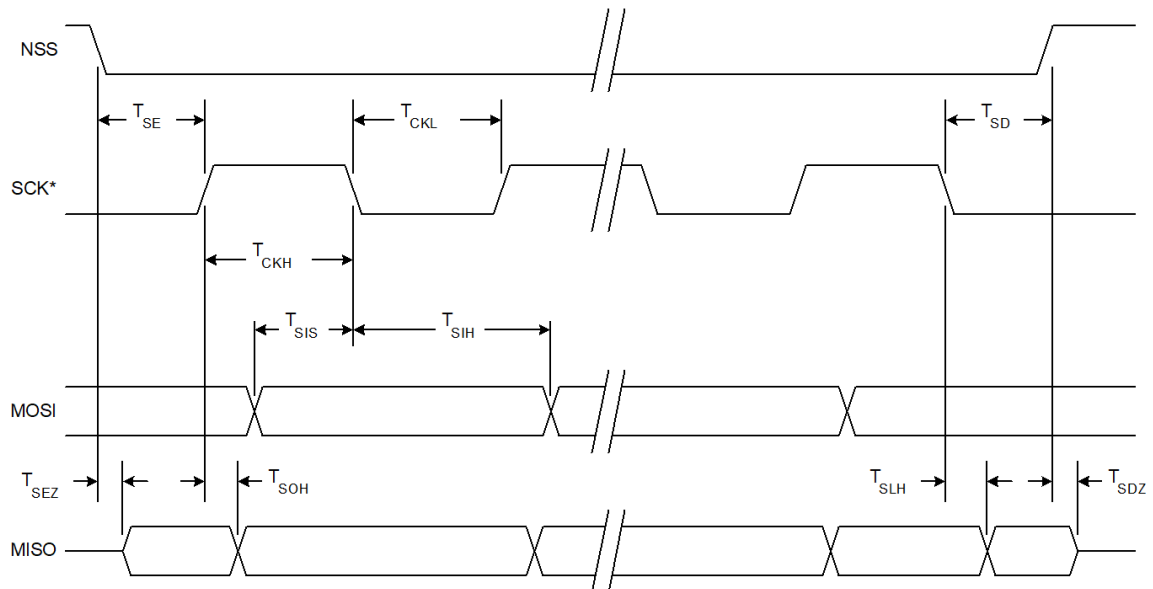 NSS
TSE
TCKL
TSD
SCK*
TCKH
TSIS
TSIH
MOSI
TSEZ
TSOH
TSLH
TSDZ
MISO